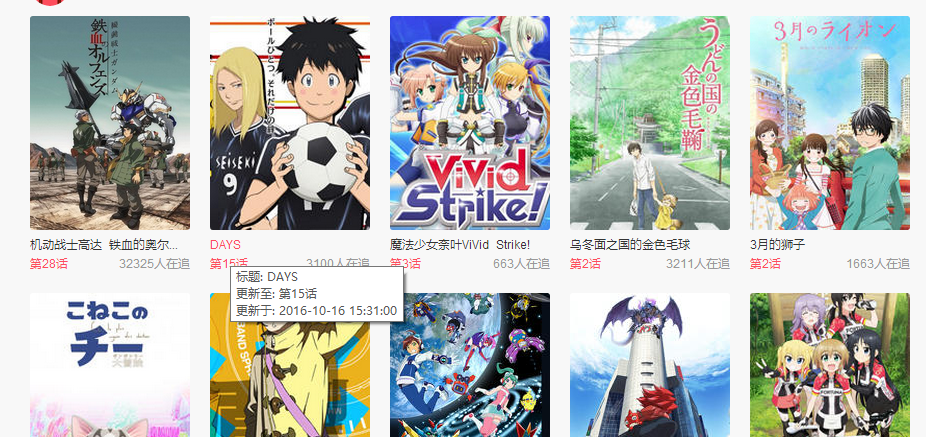 機動戦士ガンダム
鉄血のオルフェンズ
ボールひとつ、それだけの
SEISEKI
9
ViVid
Strike!
うどんの国の
金色毛鞠
3月のライオン
机动战士高达 铁血的奥尔...
DAYS
魔法少女奈叶ViVid Strike!
乌冬面之国的金色毛球
3月的狮子
第28话
32325人在追
第15话
3100人在追
第3话
663人在追
第2话
3211人在追
第2话
1663人在追
标题: DAYS
更新至: 第15话
更新于: 2016-10-16 15:31:00
こねこの
チー
BAND
FORTUNA